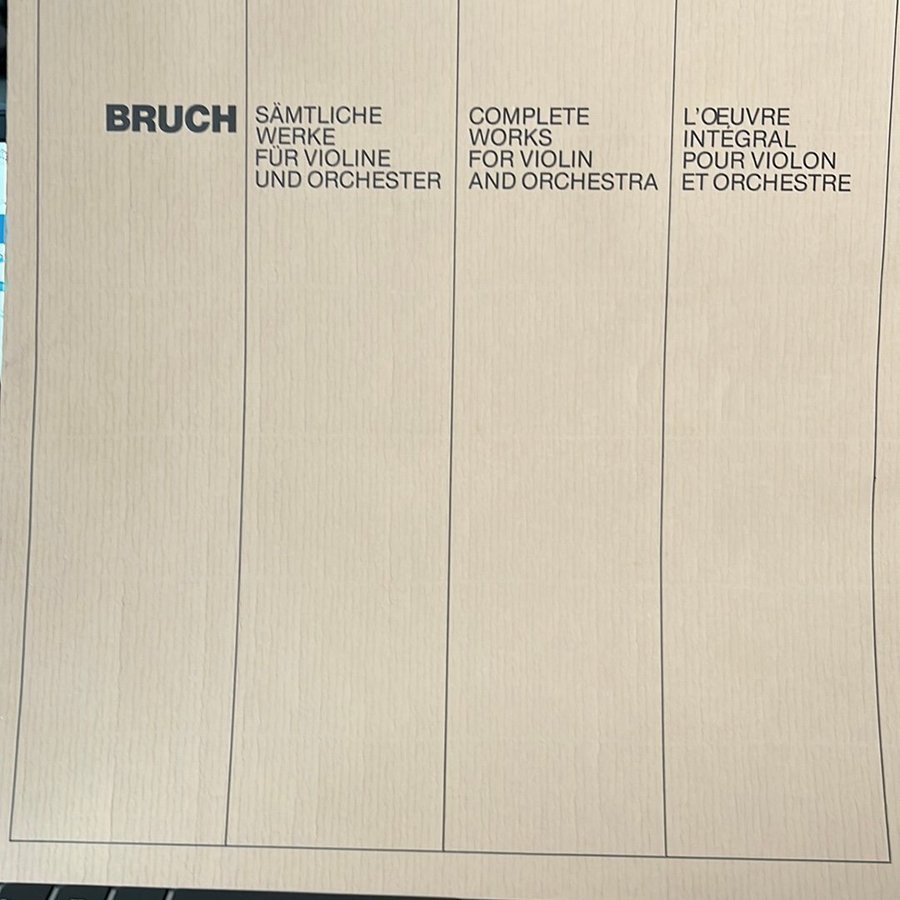 BRUCH
SÄMTLICHE
WERKE
FÜR VIOLINE
UND ORCHESTER
COMPLETE
WORKS
FOR VIOLIN
AND ORCHESTRA
L'ŒUVRE
INTÉGRAL
POUR VIOLON
ET ORCHESTRE